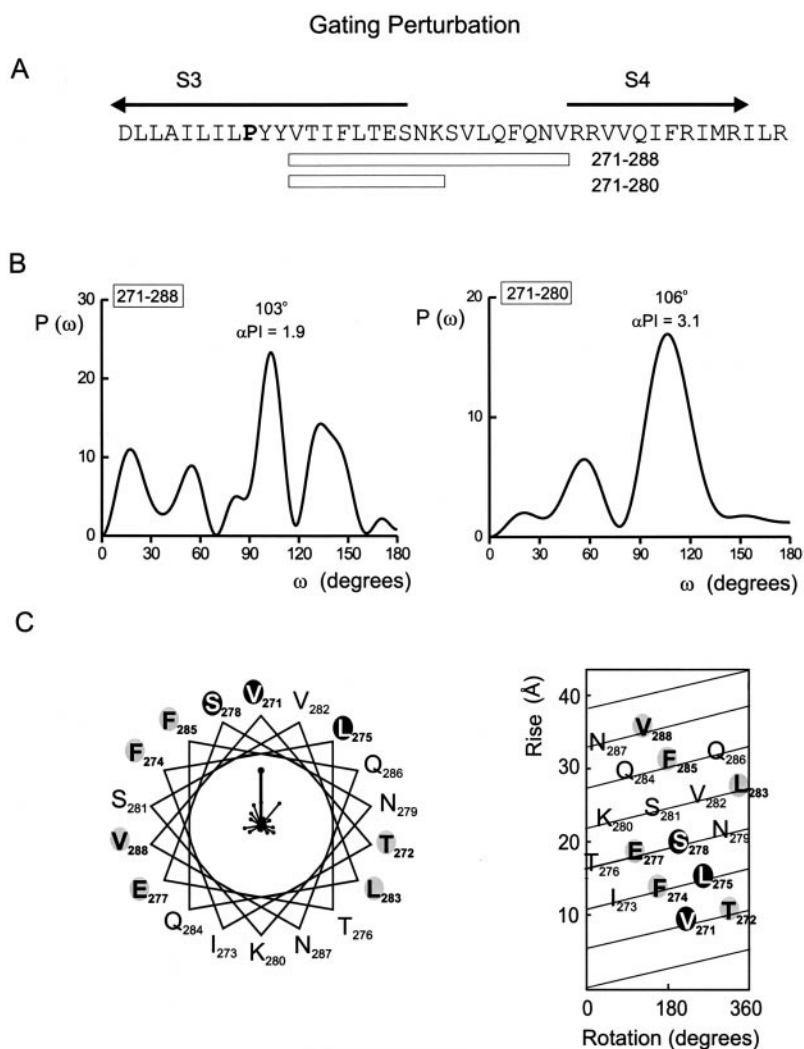 Gating Perturbation
A
S3
S4
DLLAILILPYYVTIFLTESNKSVLQFQNVRRVVQIFRIMRILR
271-288
271-280
B
271-288
103°
αPI = 1.9
P (ω)
30
20
10
0
0 30 60 90 120 150 180
ω (degrees)
271-280
106°
αPI = 3.1
P (ω)
20
10
0
0 30 60 90 120 150 180
ω (degrees)
C
V271
V282
L275
Q286
N279
T272
L283
T276
N287
K280
I273
Q284
E277
V888
S281
F274
F285
S278
Rise (Å)
40
30
20
10
N287
V288
Q284
F285
Q286
K280
S281
V282
L283
T276
E277
S278
N279
I273
F274
L275
V271
T272
0 180 360
Rotation (degrees)